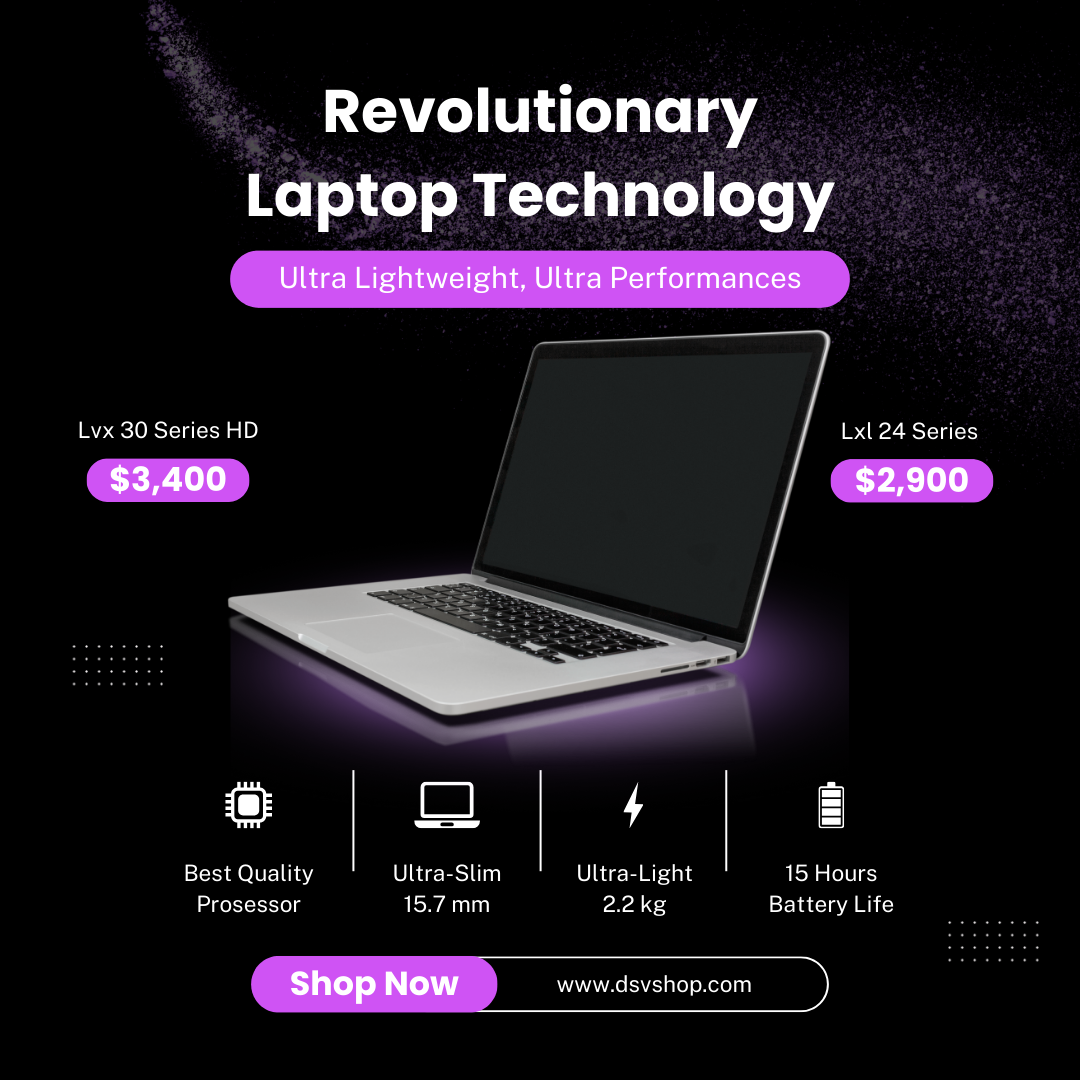 Revolutionary
Laptop Technology
Ultra Lightweight, Ultra Performances
Lvx 30 Series HD
$3,400
Lxl 24 Series
$2,900
Best Quality
Prosessor
Ultra-Slim
15.7 mm
Ultra-Light
2.2 kg
15 Hours
Battery Life
Shop Now
www.dsvshop.com